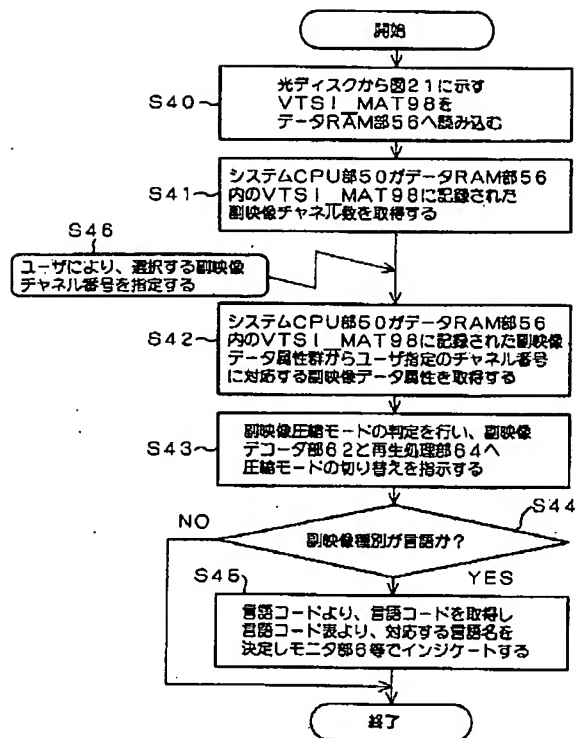 開始
S40
光ディスクから図21に示す
VTSI_MAT98を
データRAM部56へ読み込む
S41
システムCPU部50がデータRAM部56
内のVTSI_MAT98に記録された
副映像チャネル数を取得する
S46
ユーザにより、選択する副映像
チャネル番号を指定する
S42
システムCPU部50がデータRAM部56
内のVTSI_MAT98に記録された副映像
データ属性群からユーザ指定のチャネル番号
に対応する副映像データ属性を取得する
S43
副映像圧縮モードの判定を行い、副映像
デコーダ部62と再生処理部64へ
圧縮モードの切り替えを指示する
S44
副映像種別が言語か?
NO
YES
S45
言語コードより、言語コードを取得し
言語コード表より、対応する言語名を
決定しモニタ部6等でインジケートする
終了